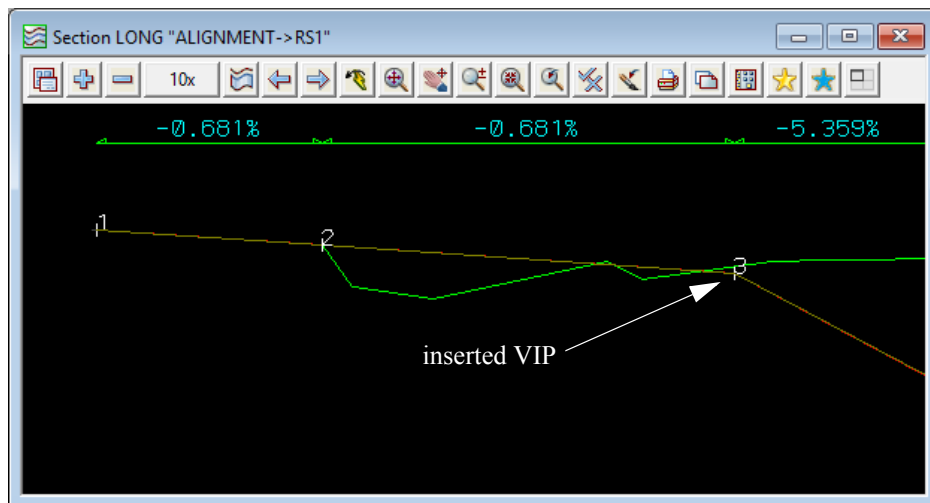 Section LONG "ALIGNMENT->RS1"
10x
-0.681% -0.681% -5.359%
1
2
3
inserted VIP